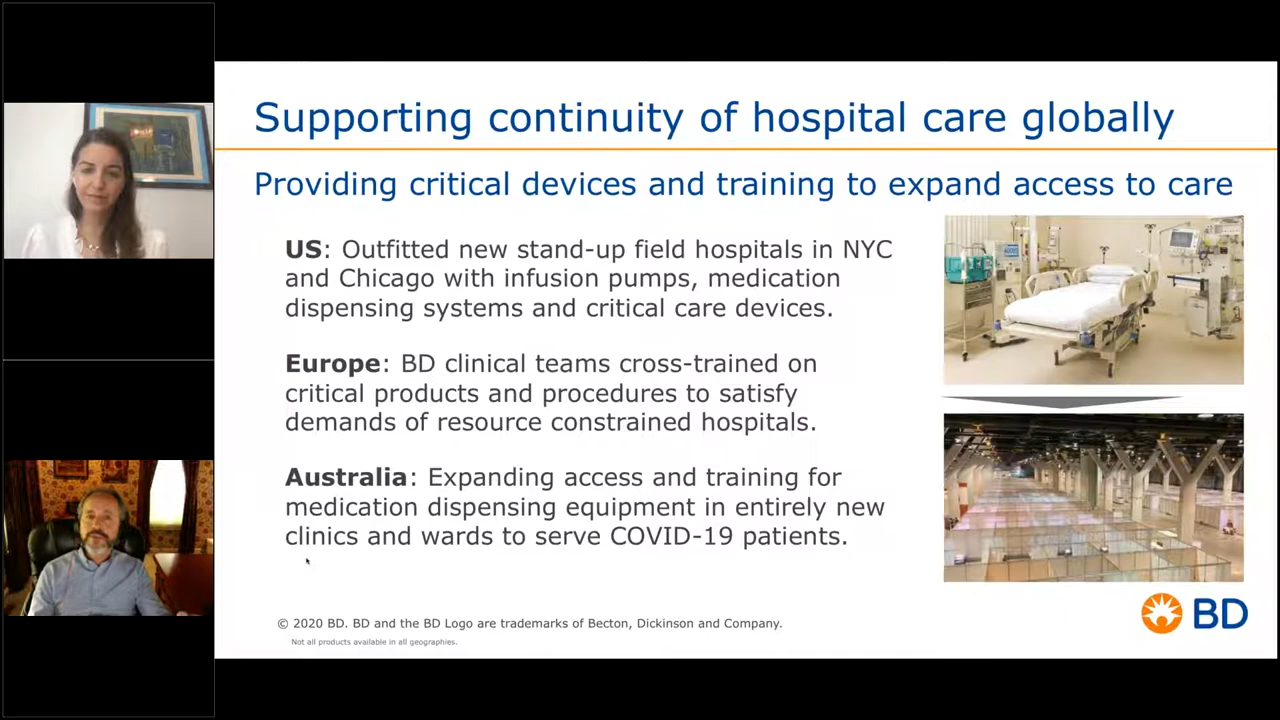 Supporting continuity of hospital care globally
Providing critical devices and training to expand access to care
US: Outfitted new stand-up field hospitals in NYC
and Chicago with infusion pumps, medication
dispensing systems and critical care devices.
Europe: BD clinical teams cross-trained on
critical products and procedures to satisfy
demands of resource constrained hospitals.
Australia: Expanding access and training for
medication dispensing equipment in entirely new
clinics and wards to serve COVID-19 patients.
BD
© 2020 BD. BD and the BD Logo are trademarks of Becton, Dickinson and Company.
Not all products available in all geographies.